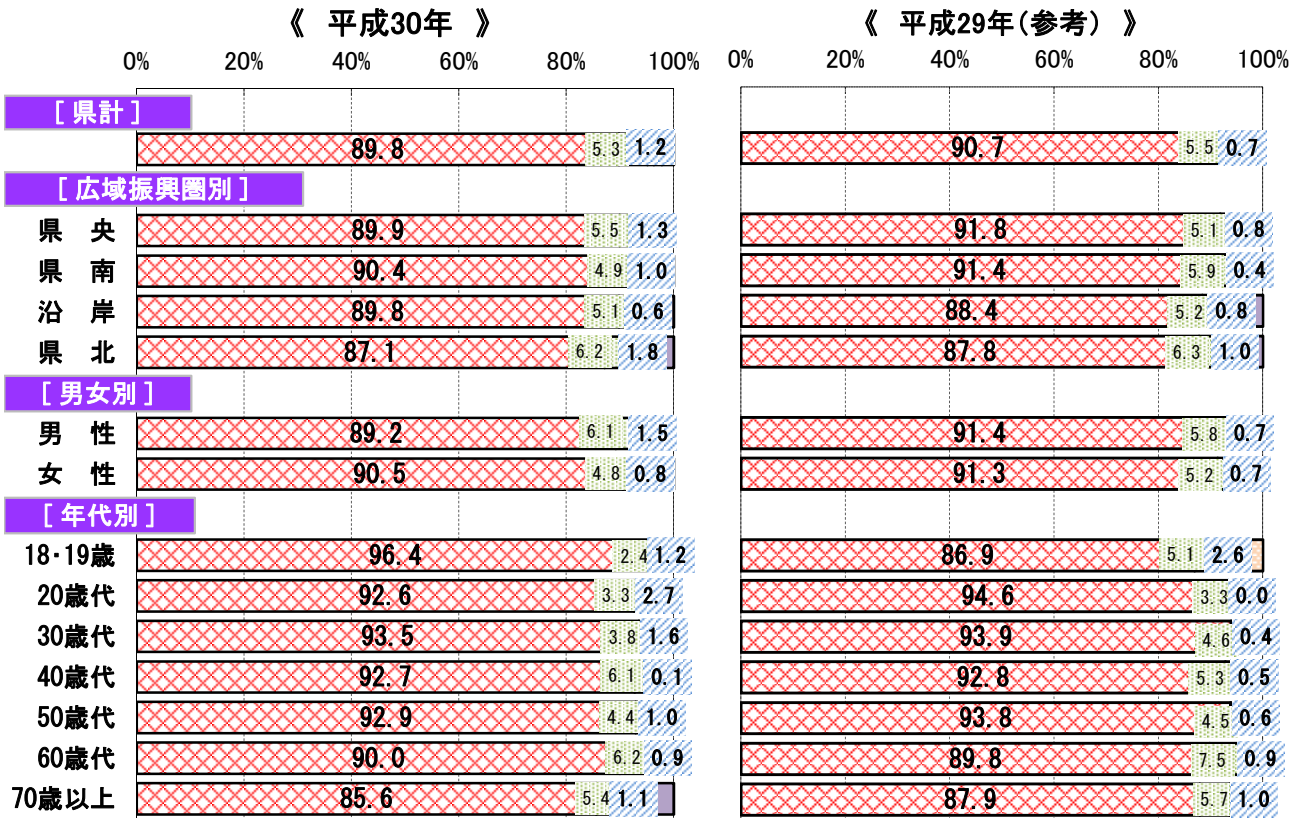 《 平成30年 》 《 平成29年(参考) 》
0% 20% 40% 60% 80% 100% 0% 20% 40% 60% 80% 100%
[ 県計 ]
89.8 5.3 1.2 90.7 5.5 0.7
[ 広域振興圏別 ]
県 央 89.9 5.5 1.3 91.8 5.1 0.8
県 南 90.4 4.9 1.0 91.4 5.9 0.4
沿 岸 89.8 5.1 0.6 88.4 5.2 0.8
県 北 87.1 6.2 1.8 87.8 6.3 1.0
[ 男女別 ]
男 性 89.2 6.1 1.5 91.4 5.8 0.7
女 性 90.5 4.8 0.8 91.3 5.2 0.7
[ 年代別 ]
18・19歳 96.4 2.4 1.2 86.9 5.1 2.6
20歳代 92.6 3.3 2.7 94.6 3.3 0.0
30歳代 93.5 3.8 1.6 93.9 4.6 0.4
40歳代 92.7 6.1 0.1 92.8 5.3 0.5
50歳代 92.9 4.4 1.0 93.8 4.5 0.6
60歳代 90.0 6.2 0.9 89.8 7.5 0.9
70歳以上 85.6 5.4 1.1 87.9 5.7 1.0